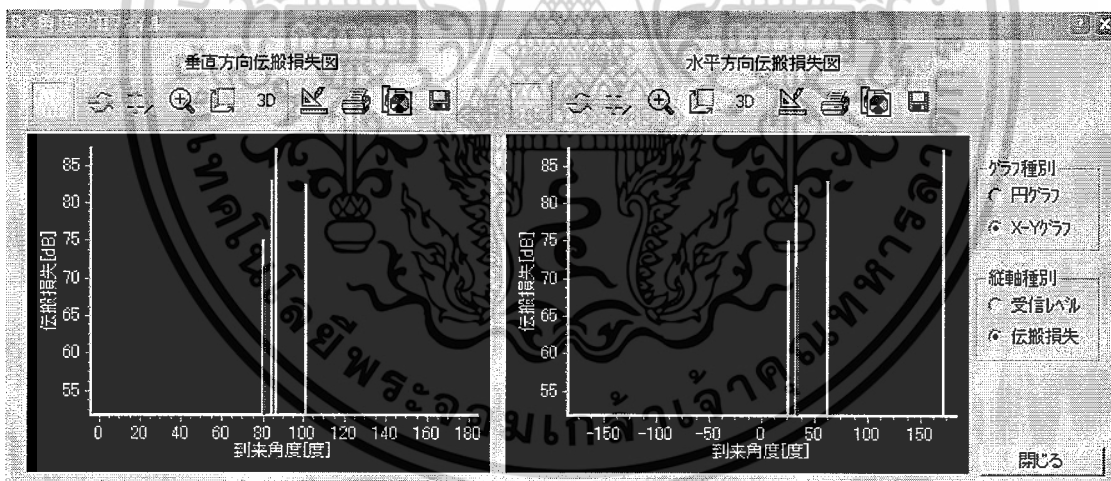 垂直方向伝搬損失図
水平方向伝搬損失図
3D
3D
85
80
75
70
65
60
55
伝搬損失[dB]
0 20 40 60 80 100 120 140 160 180
到来角度[度]
85
80
75
70
65
60
55
伝搬損失[dB]
-150 -100 -50 0 50 100 150
到来角度[度]
グラフ種別
円グラフ
X-Yグラフ
縦軸種別
受信レベル
伝搬損失
閉じる